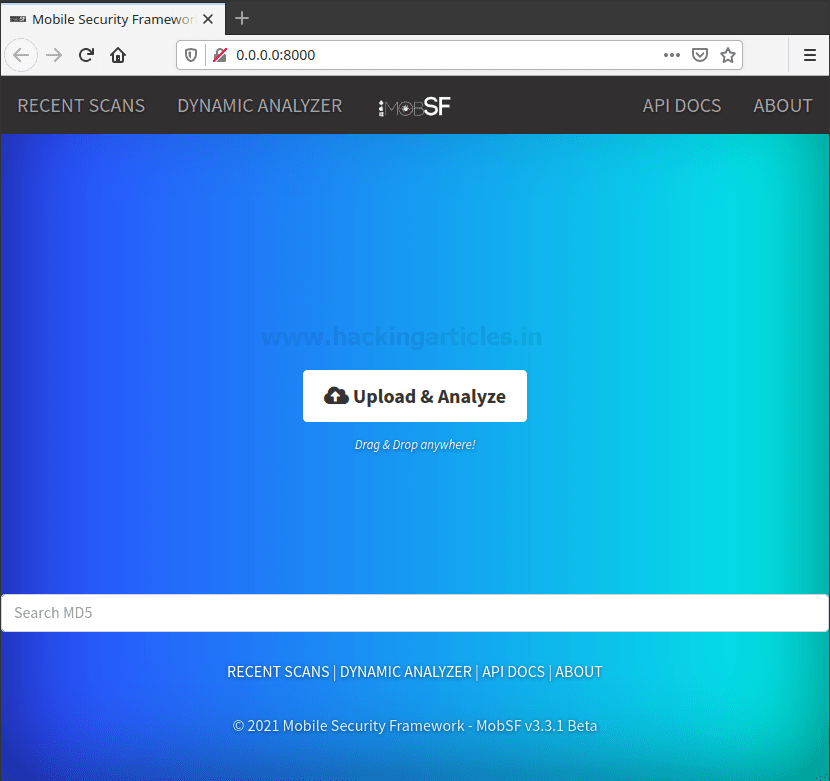 Mobile Security Framewor
0.0.0.0:8000
RECENT SCANS DYNAMIC ANALYZER MOBSF API DOCS ABOUT
www.hackingarticles.in
Upload & Analyze
Drag & Drop anywhere!
Search MD5
RECENT SCANS | DYNAMIC ANALYZER | API DOCS | ABOUT
© 2021 Mobile Security Framework - MobSF v3.3.1 Beta